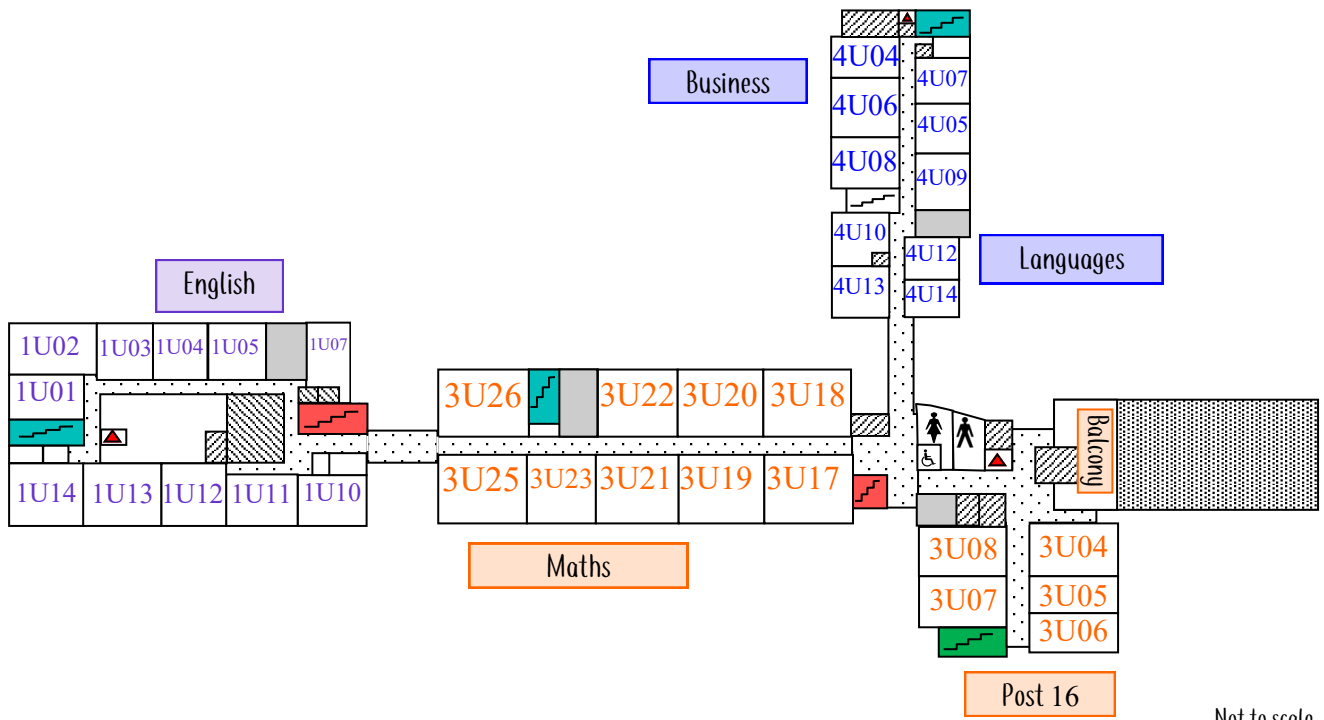 4U04
Business
4U07
4U06
4U05
4U08
4U09
4U10
4U12
Languages
4U13
4U14
English
1U02
1U03
1U04
1U05
1U07
1U01
3U26
3U22
3U20
3U18
Balcony
1U14
1U13
1U12
1U11
1U10
3U25
3U23
3U21
3U19
3U17
Maths
3U08
3U04
3U07
3U05
3U06
Post 16
Not to scale